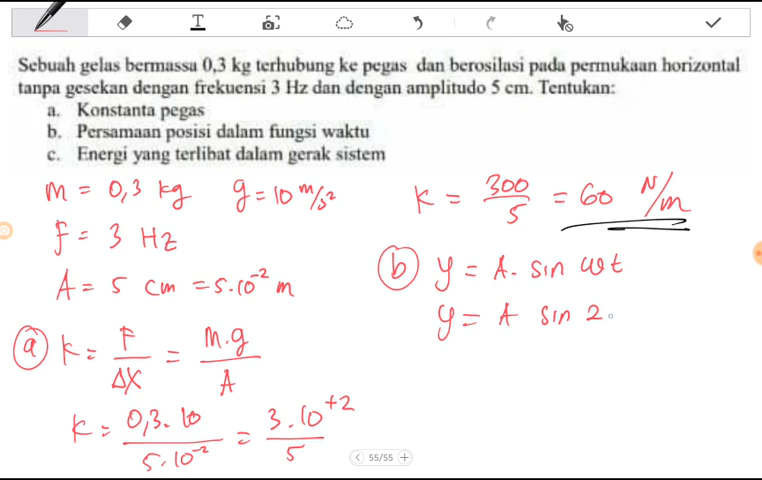 T
Sebuah gelas bermassa 0,3 kg terhubung ke pegas dan berosilasi pada permukaan horizontal
tanpa gesekan dengan frekuensi 3 Hz dan dengan amplitudo 5 cm. Tentukan:
a. Konstanta pegas
b. Persamaan posisi dalam fungsi waktu
c. Energi yang terlibat dalam gerak sistem
m = 0,3 kg g = 10 m/s²
F = 3 Hz
A = 5 cm = 5.10⁻² m
(a) K = F/ΔX = m.g/A
K = 0,3.10/5.10⁻² = 3.10⁺²/5
K = 300/5 = 60 N/m
(b) y = A. sin ωt
y = A sin 2.
55/55